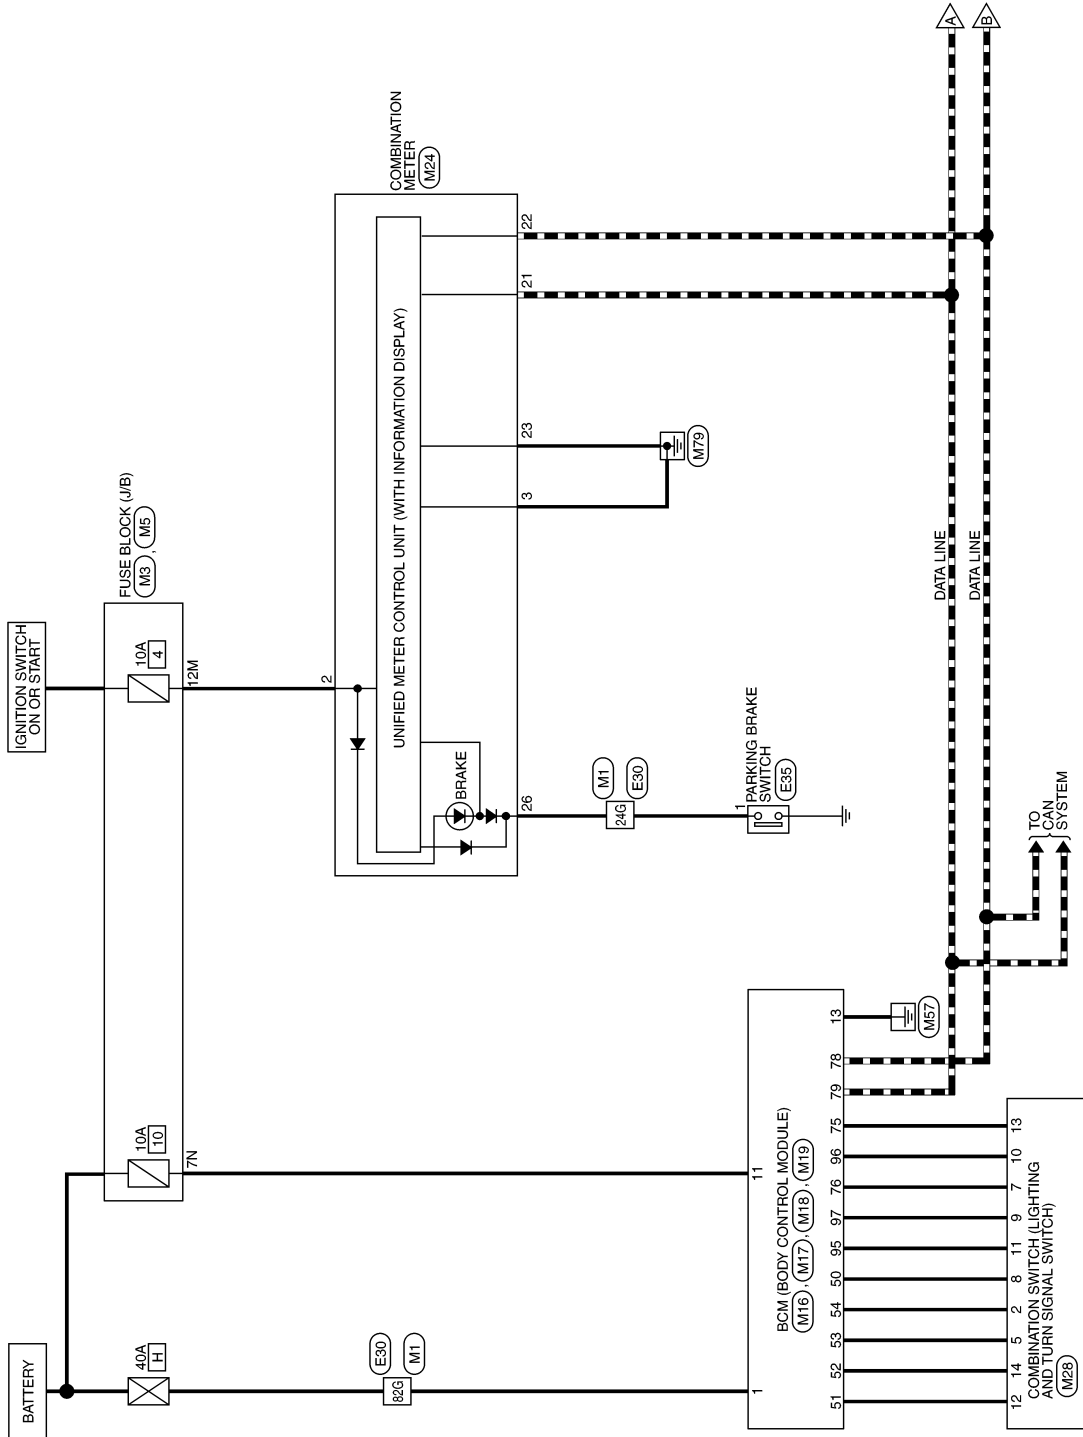 BATTERY
IGNITION SWITCH
ON OR START
40A
H
10A
10
7N
10A
4
12M
FUSE BLOCK (J/B)
M3 , M5
E30
82G
M1
COMBINATION
METER
M24
2
UNIFIED METER CONTROL UNIT (WITH INFORMATION DISPLAY)
BRAKE
26
3
23
21
22
M1
24G
E30
1
PARKING BRAKE
SWITCH
E35
M79
1
11
BCM (BODY CONTROL MODULE)
M16 , M17 , M18 , M19
51
52
53
54
50
95
97
76
96
75
79
78
13
M57
12
14
5
2
8
11
9
7
10
13
COMBINATION SWITCH (LIGHTING
AND TURN SIGNAL SWITCH)
M28
TO
CAN
SYSTEM
DATA LINE
DATA LINE
A
B